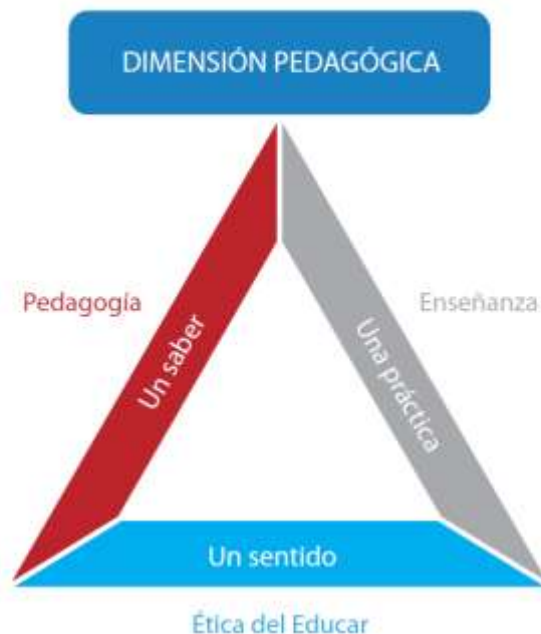 DIMENSIÓN PEDAGÓGICA
Pedagogía
Un saber
Una práctica
Enseñanza
Un sentido
Ética del Educar